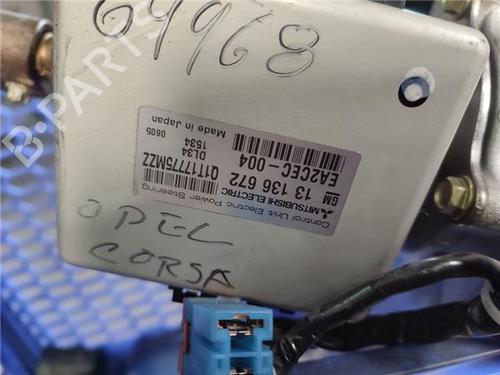 69968
Control Unit Electric Power Steering
MITSUBISHI ELECTRIC
GM 13 136 672
EA2CEC-004
Q1T17775MZZ
DL34
1534 0605
Made in Japan
OPEL
CORSA
B-PARTS